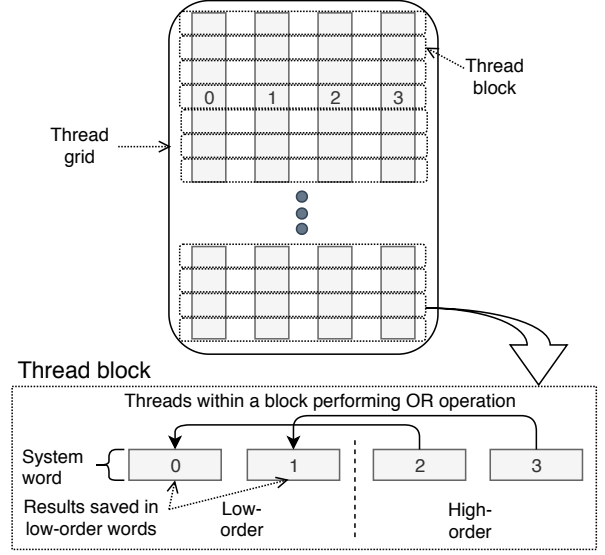 Thread
block
0 1 2 3
Thread
grid
Thread block
Threads within a block performing OR operation
System
word
0 1 2 3
Results saved in
low-order words
Low-
order
High-
order